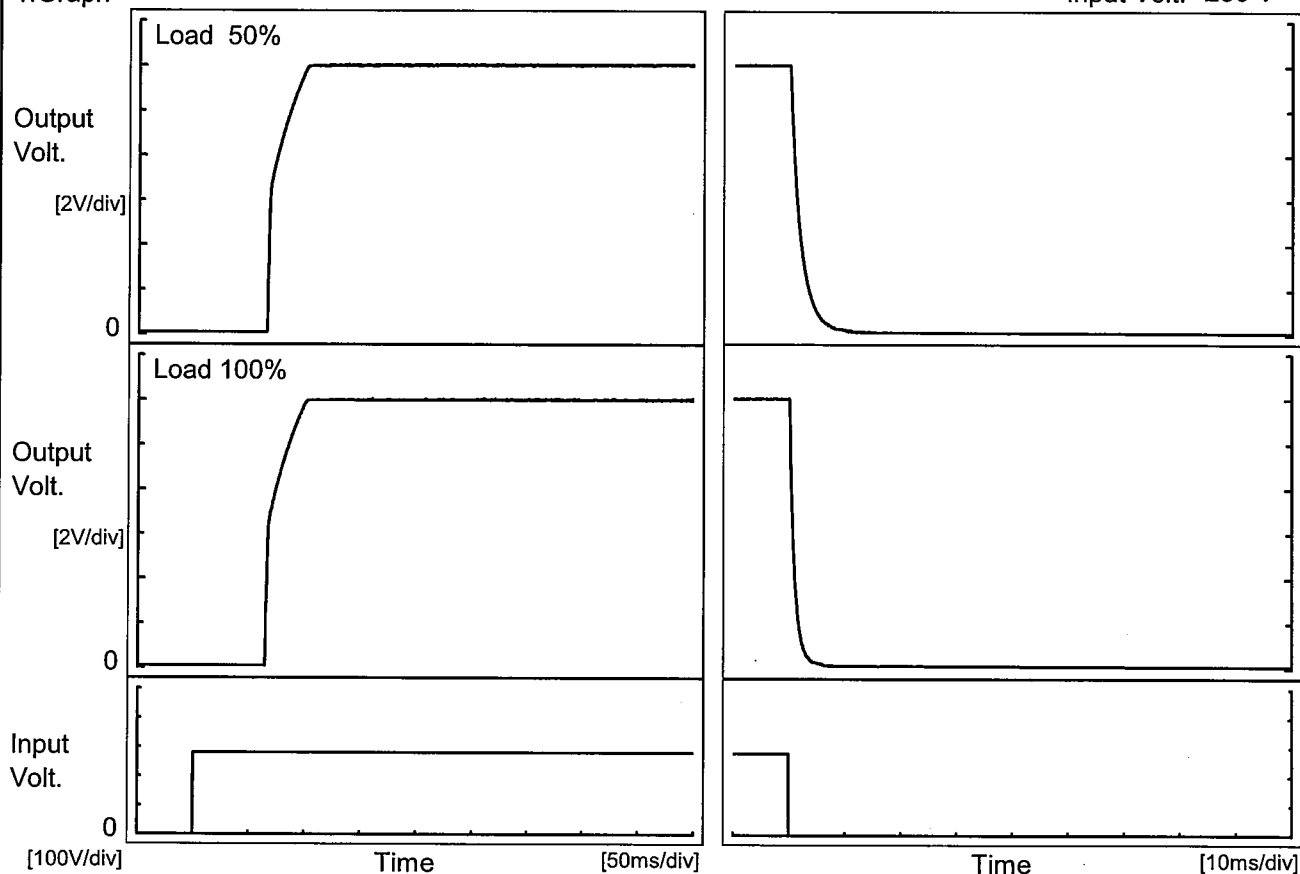 Load 50%
Output
Volt.
[2V/div]
0
Load 100%
Output
Volt.
[2V/div]
0
Input
Volt.
0
[100V/div]
Time
[50ms/div]
Time
[10ms/div]